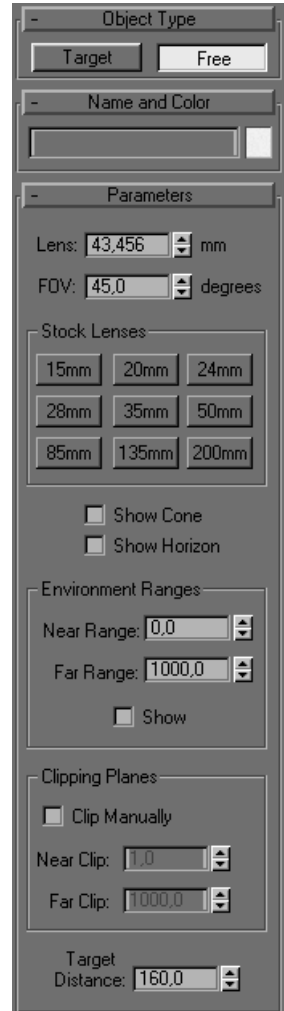 - Object Type
Target Free
- Name and Color
- Parameters
Lens: 43,456 mm
FOV: 45,0 degrees
Stock Lenses
15mm 20mm 24mm
28mm 35mm 50mm
85mm 135mm 200mm
Show Cone
Show Horizon
Environment Ranges
Near Range: 0,0
Far Range: 1000,0
Show
Clipping Planes
Clip Manually
Near Clip: 1,0
Far Clip: 1000,0
Target
Distance: 160,0